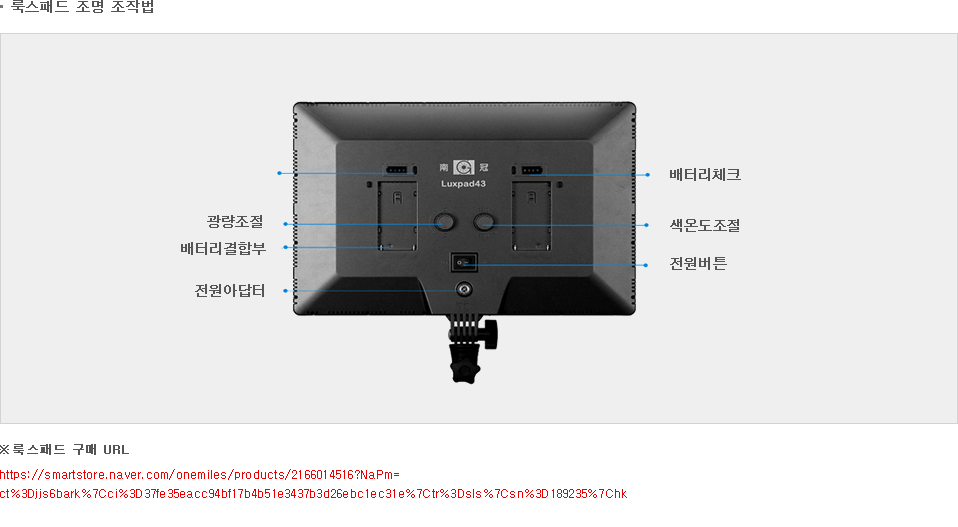 • 룩스패드 조명 조작법
南 冠
Luxpad43
배터리체크
광량조절
색온도조절
배터리결합부
전원버튼
전원아답터
※ 룩스패드 구매 URL
https://smartstore.naver.com/onemiles/products/2166014516?NaPm=
ct%3Djjs6bark%7Cci%3D37fe35eacc94bf17b4b51e3437b3d26ebc1ec31e%7Ctr%3Dsls%7Csn%3D189235%7Chk